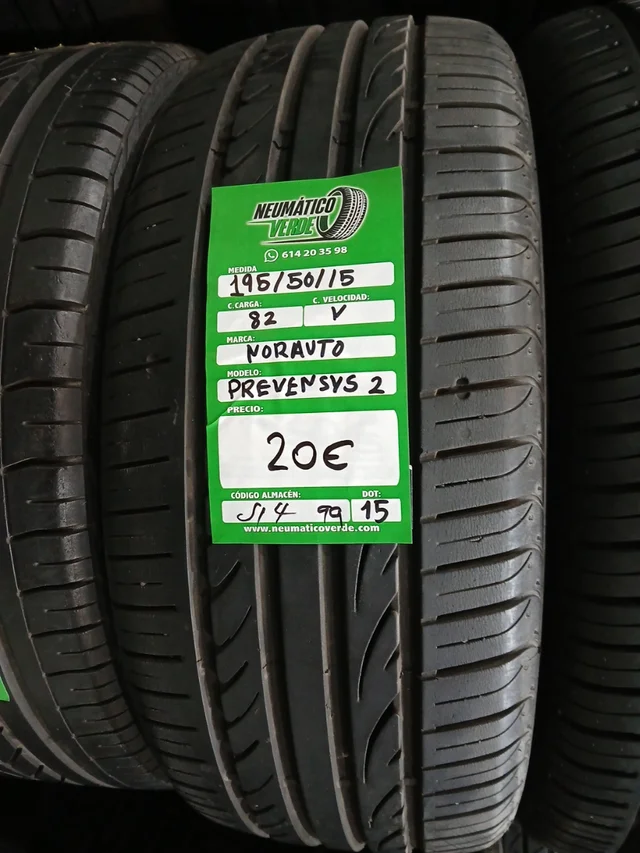 NEUMÁTICO
VERDE
614 20 35 98
MEDIDA
195/50/15
C.CARGA: C. VELOCIDAD:
82 V
MARCA:
NORAUTO
MODELO:
PREVENSYS 2
PRECIO:
20€
CÓDIGO ALMACÉN: DOT:
S14 99 15
www.neumaticoverde.com